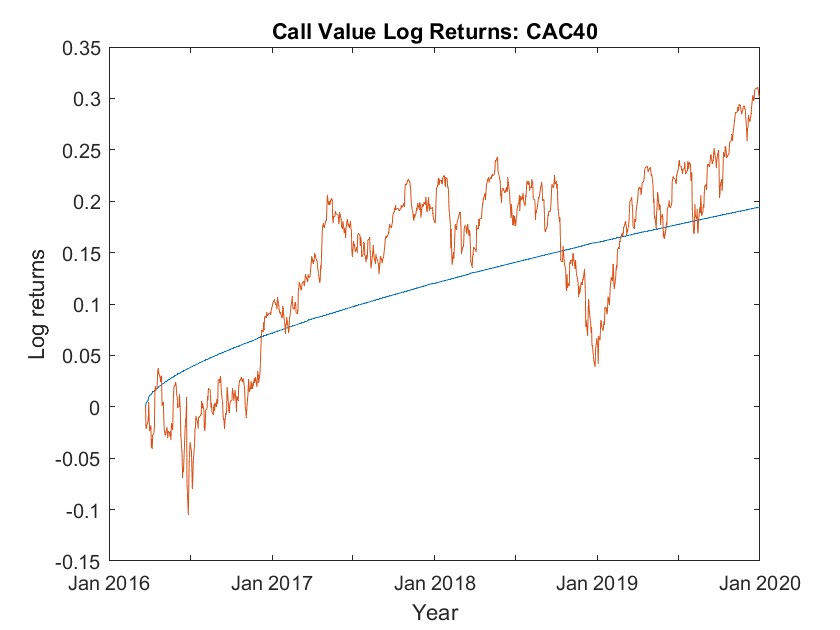 Call Value Log Returns: CAC40
0.35
0.3
0.25
0.2
0.15
0.1
0.05
0
-0.05
-0.1
-0.15
Log returns
Jan 2016 Jan 2017 Jan 2018 Jan 2019 Jan 2020
Year